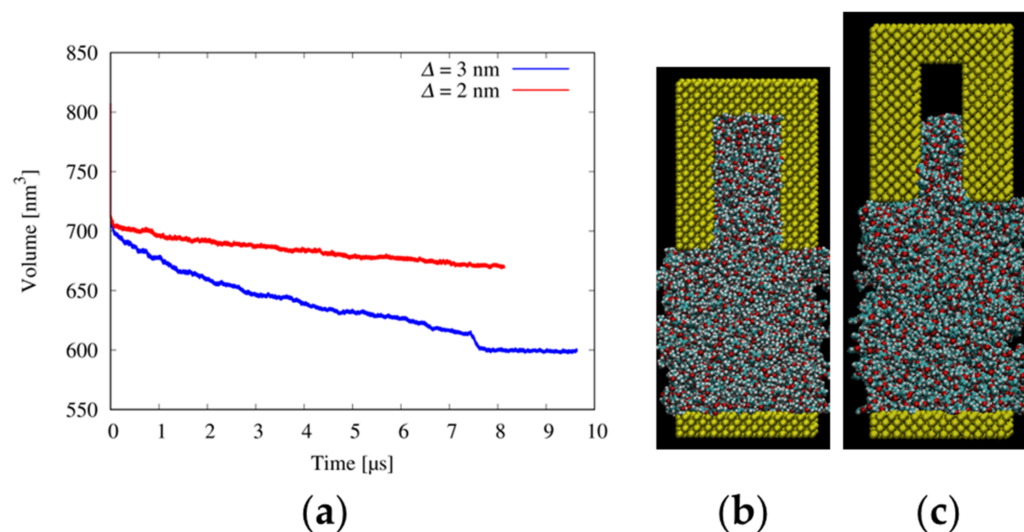 Δ = 3 nm
Δ = 2 nm
850
800
750
700
650
600
550
Volume [nm³]
0 1 2 3 4 5 6 7 8 9 10
Time [µs]
(a) (b) (c)